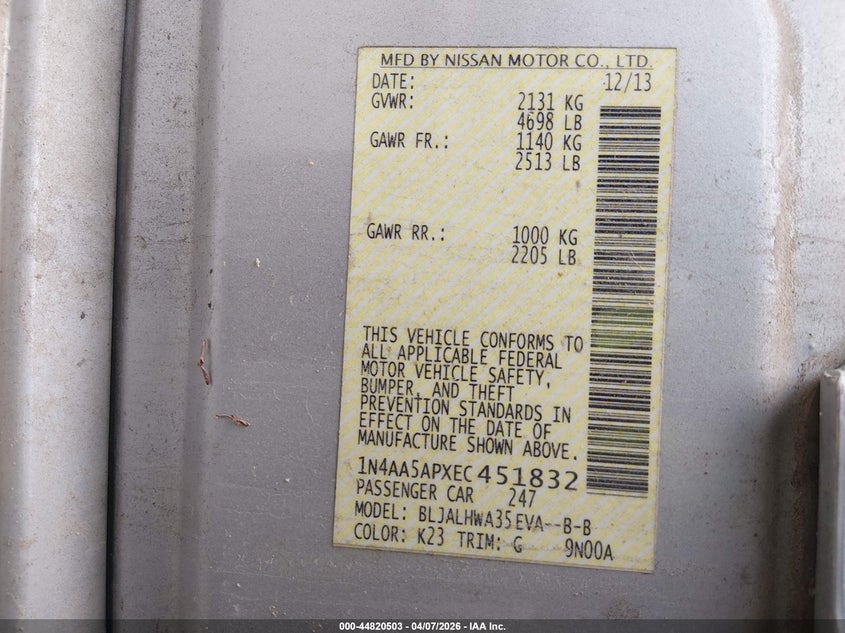 MFD BY NISSAN MOTOR CO., LTD.
DATE: 12/13
GVWR: 2131 KG
4698 LB
GAWR FR.: 1140 KG
2513 LB
GAWR RR.: 1000 KG
2205 LB
THIS VEHICLE CONFORMS TO
ALL APPLICABLE FEDERAL
MOTOR VEHICLE SAFETY,
BUMPER, AND THEFT
PREVENTION STANDARDS IN
EFFECT ON THE DATE OF
MANUFACTURE SHOWN ABOVE.
1N4AA5APXEC451832
PASSENGER CAR 247
MODEL: BLJALHWA35EVA--B-B
COLOR: K23 TRIM: G 9N00A
000-44820503 - 04/07/2026 - IAA Inc.